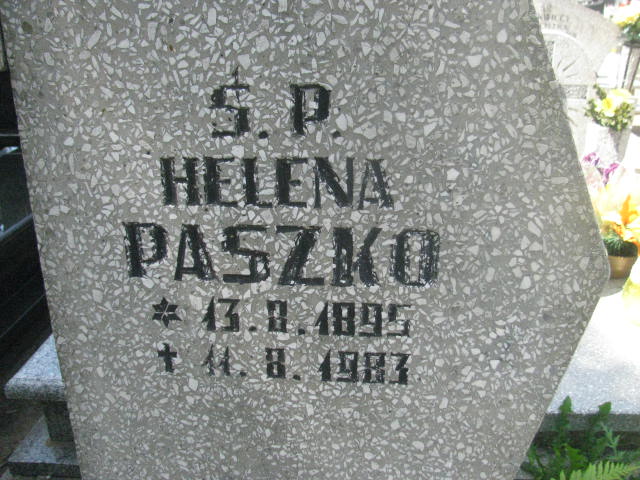 Ś. P.
HELENA
PASZKO
* 13. 8. 1895
† 11. 8. 1983